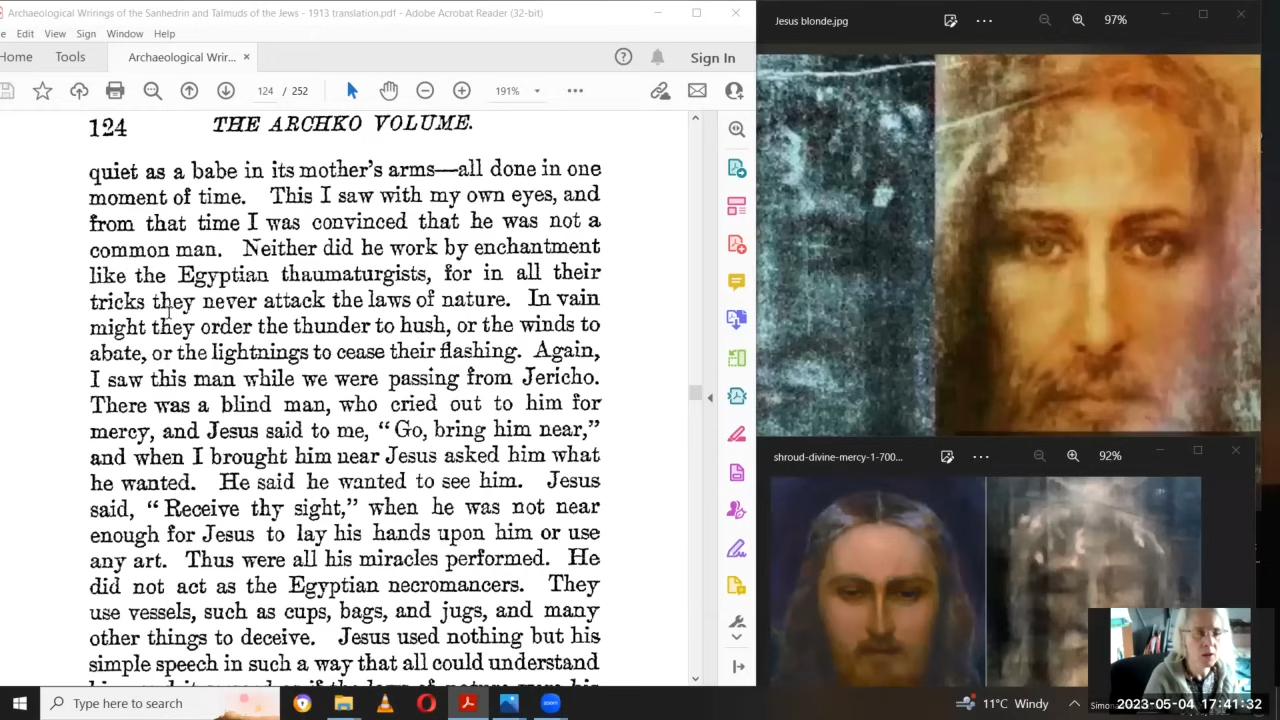 Archaeological Wrirings of the Sanhedrin and Talmuds of the Jews - 1913 translation.pdf - Adobe Acrobat Reader (32-bit)
e Edit View Sign Window Help
Home Tools Archaeological Wrir... × Sign In
124 / 252 191%
124 THE ARCHKO VOLUME.
quiet as a babe in its mother's arms—all done in one
moment of time. This I saw with my own eyes, and
from that time I was convinced that he was not a
common man. Neither did he work by enchantment
like the Egyptian thaumaturgists, for in all their
tricks they never attack the laws of nature. In vain
might they order the thunder to hush, or the winds to
abate, or the lightnings to cease their flashing. Again,
I saw this man while we were passing from Jericho.
There was a blind man, who cried out to him for
mercy, and Jesus said to me, “Go, bring him near,”
and when I brought him near Jesus asked him what
he wanted. He said he wanted to see him. Jesus
said, “Receive thy sight,” when he was not near
enough for Jesus to lay his hands upon him or use
any art. Thus were all his miracles performed. He
did not act as the Egyptian necromancers. They
use vessels, such as cups, bags, and jugs, and many
other things to deceive. Jesus used nothing but his
simple speech in such a way that all could understand
Jesus blonde.jpg 97%
shroud-divine-mercy-1-700... 92%
Type here to search
zoom
11°C Windy
Simon
2023-05-04 17:41:32